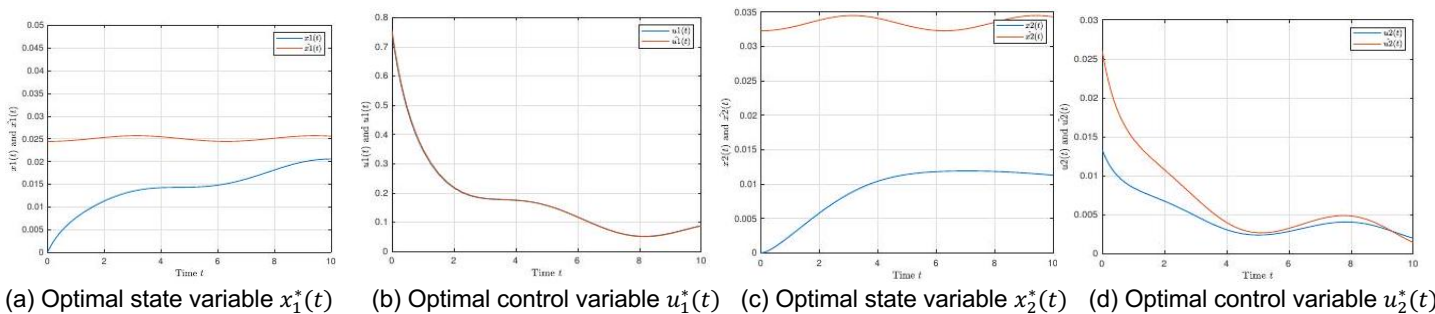 0.05
0.045
0.04
0.035
0.03
0.025
0.02
0.015
0.01
0.005
0
0 2 4 6 8 10
Time t
x1(t) and x̂1(t)
x1(t)
x̂1(t)
(a) Optimal state variable x₁*(t)
0.8
0.7
0.6
0.5
0.4
0.3
0.2
0.1
0
0 2 4 6 8 10
Time t
u1(t) and û1(t)
u1(t)
û1(t)
(b) Optimal control variable u₁*(t)
0.035
0.03
0.025
0.02
0.015
0.01
0.005
0
0 2 4 6 8 10
Time t
x2(t) and x̂2(t)
x2(t)
x̂2(t)
(c) Optimal state variable x₂*(t)
0.03
0.025
0.02
0.015
0.01
0.005
0
0 2 4 6 8 10
Time t
u2(t) and û2(t)
u2(t)
û2(t)
(d) Optimal control variable u₂*(t)